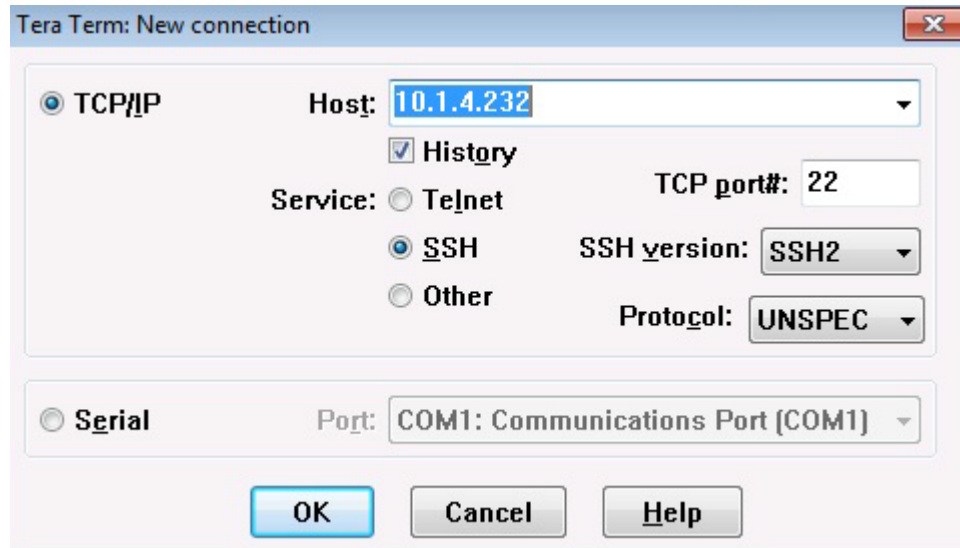 Tera Term: New connection
TCP/IP Host: 10.1.4.232
History
TCP port#: 22
Service: Telnet
SSH SSH version: SSH2
Other
Protocol: UNSPEC
Serial Port: COM1: Communications Port (COM1)
OK Cancel Help